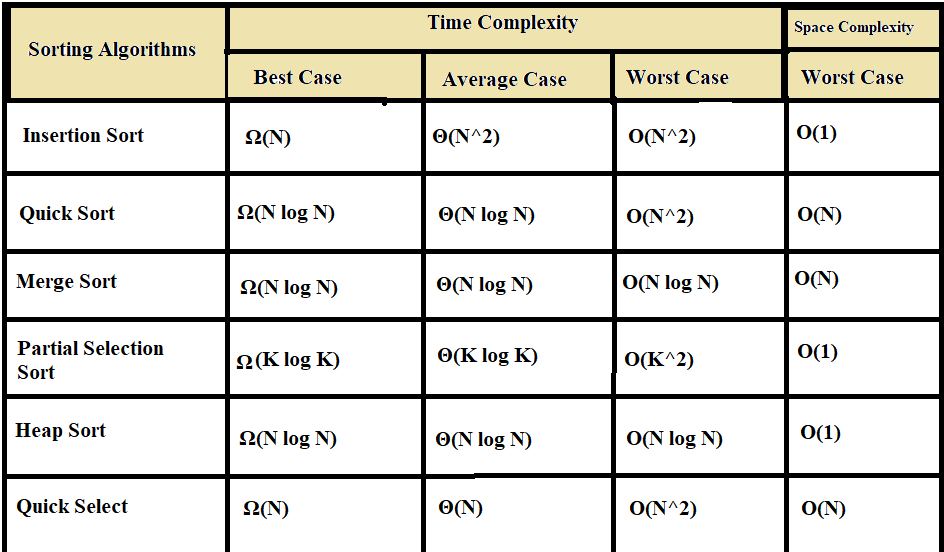 Sorting Algorithms
Time Complexity
Space Complexity
Best Case
Average Case
Worst Case
Worst Case
Insertion Sort
Ω(N)
Θ(N^2)
O(N^2)
O(1)
Quick Sort
Ω(N log N)
Θ(N log N)
O(N^2)
O(N)
Merge Sort
Ω(N log N)
Θ(N log N)
O(N log N)
O(N)
Partial Selection
Sort
Ω(K log K)
Θ(K log K)
O(K^2)
O(1)
Heap Sort
Ω(N log N)
Θ(N log N)
O(N log N)
O(1)
Quick Select
Ω(N)
Θ(N)
O(N^2)
O(N)